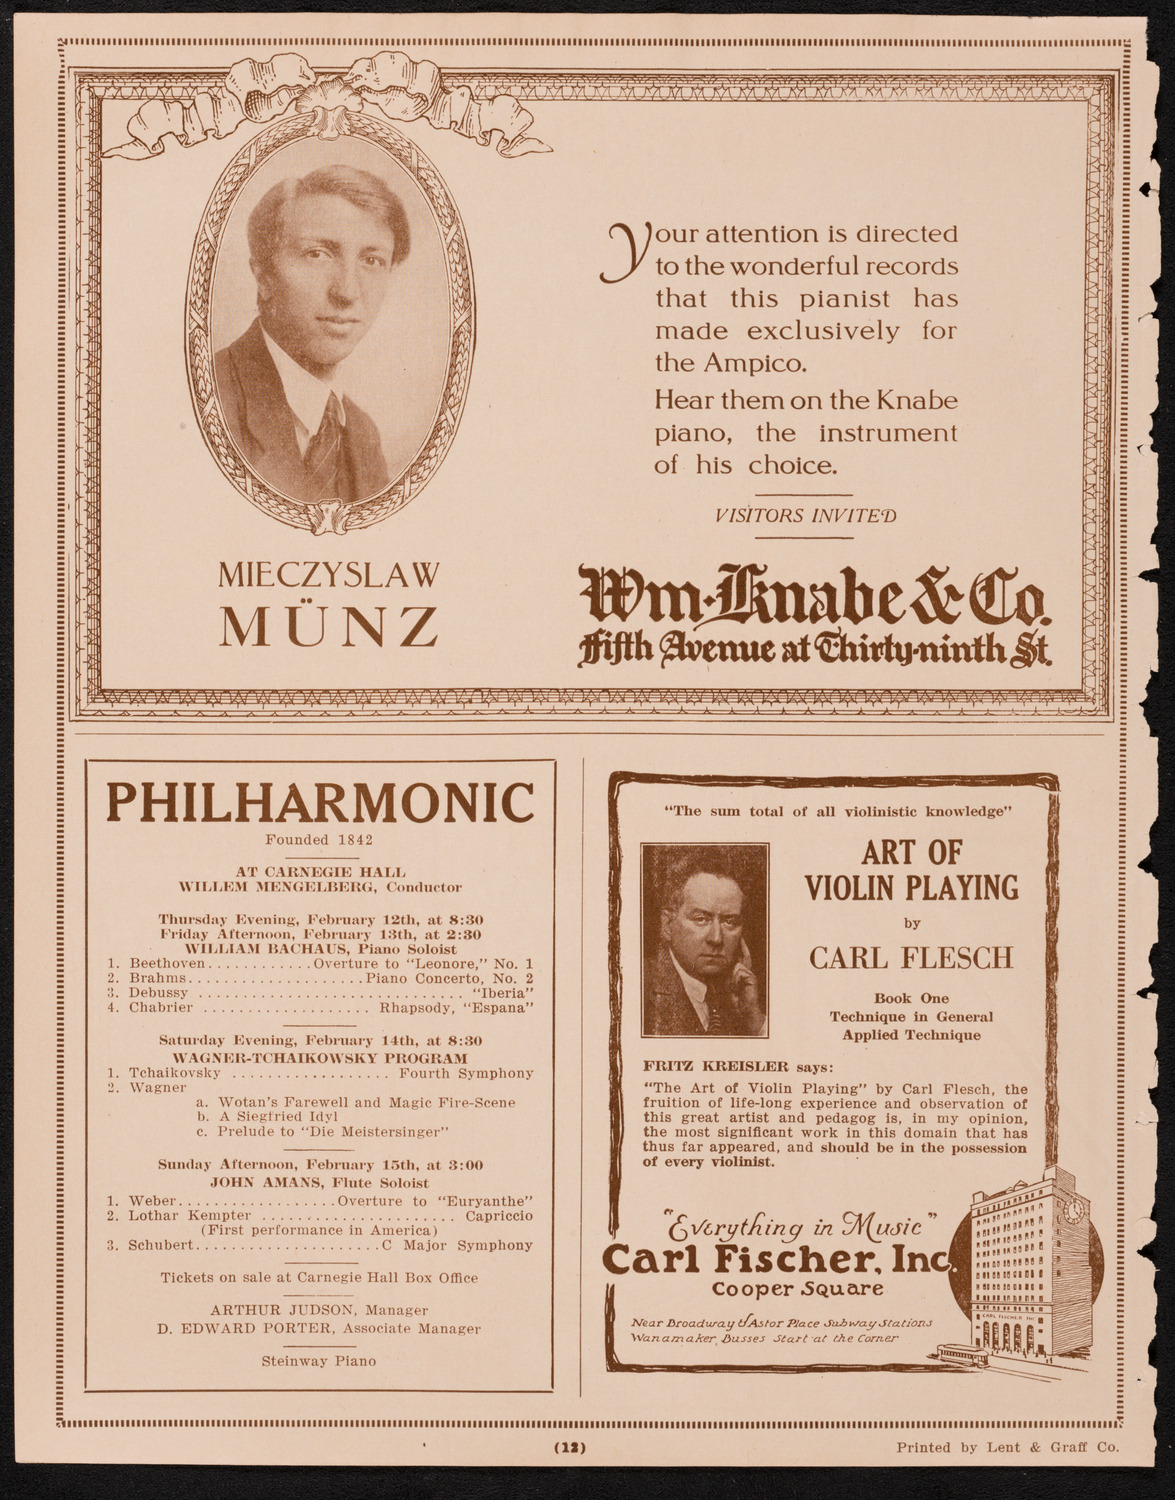 Your attention is directed
to the wonderful records
that this pianist has
made exclusively for
the Ampico.
Hear them on the Knabe
piano, the instrument
of his choice.
VISITORS INVITED
MIECZYSLAW
MÜNZ
Wm. Knabe & Co.
Fifth Avenue at Thirty-ninth St.
PHILHARMONIC
Founded 1842
AT CARNEGIE HALL
WILLEM MENGELBERG, Conductor
Thursday Evening, February 12th, at 8:30
Friday Afternoon, February 13th, at 2:30
WILLIAM BACHAUS, Piano Soloist
1. Beethoven............Overture to "Leonore," No. 1
2. Brahms....................Piano Concerto, No. 2
3. Debussy .............................. "Iberia"
4. Chabrier ................... Rhapsody, "Espana"
Saturday Evening, February 14th, at 8:30
WAGNER-TCHAIKOWSKY PROGRAM
1. Tchaikovsky .................. Fourth Symphony
2. Wagner
a. Wotan's Farewell and Magic Fire-Scene
b. A Siegfried Idyl
c. Prelude to "Die Meistersinger"
Sunday Afternoon, February 15th, at 3:00
JOHN AMANS, Flute Soloist
1. Weber..................Overture to "Euryanthe"
2. Lothar Kempter ...................... Capriccio
(First performance in America)
3. Schubert.....................C Major Symphony
Tickets on sale at Carnegie Hall Box Office
ARTHUR JUDSON, Manager
D. EDWARD PORTER, Associate Manager
Steinway Piano
"The sum total of all violinistic knowledge"
ART OF
VIOLIN PLAYING
by
CARL FLESCH
Book One
Technique in General
Applied Technique
FRITZ KREISLER says:
"The Art of Violin Playing" by Carl Flesch, the
fruition of life-long experience and observation of
this great artist and pedagog is, in my opinion,
the most significant work in this domain that has
thus far appeared, and should be in the possession
of every violinist.
"Everything in Music"
Carl Fischer, Inc.
Cooper Square
CARL FISCHER INC
Near Broadway & Astor Place Subway Stations
Wanamaker Busses Start at the Corner
(12)
Printed by Lent & Graff Co.